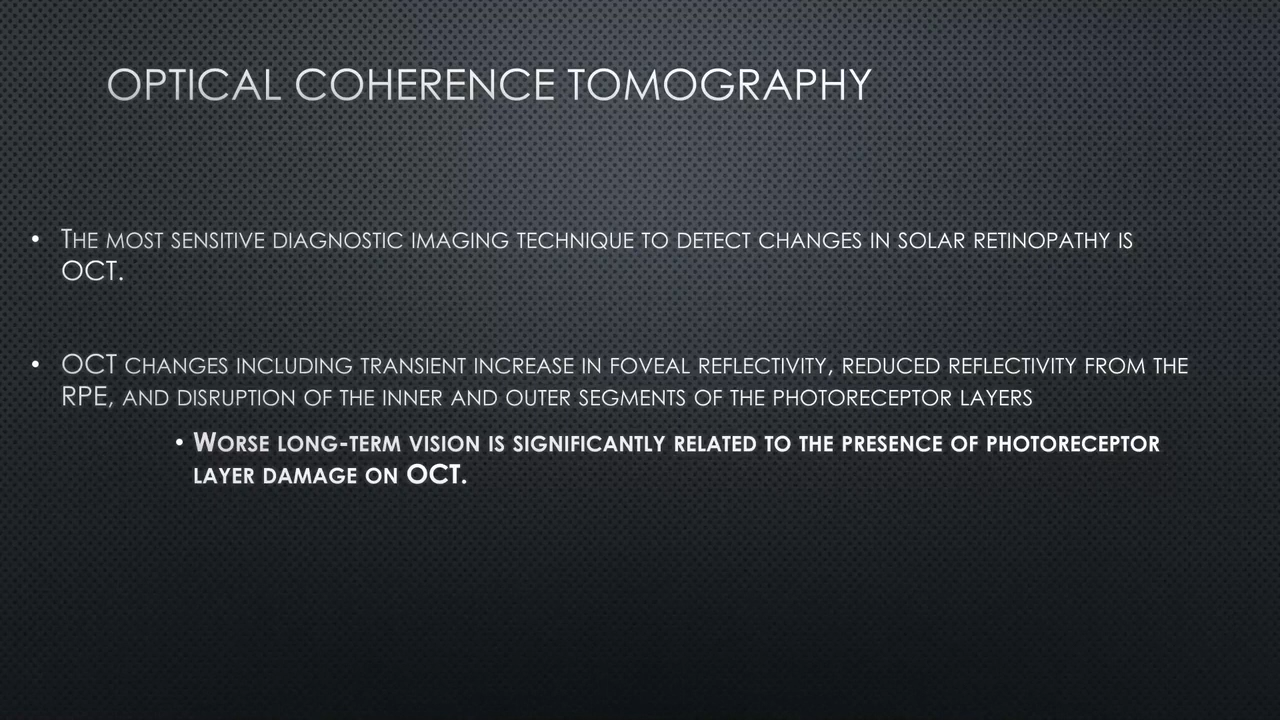 OPTICAL COHERENCE TOMOGRAPHY
• The most sensitive diagnostic imaging technique to detect changes in solar retinopathy is
OCT.
• OCT changes including transient increase in foveal reflectivity, reduced reflectivity from the
RPE, and disruption of the inner and outer segments of the photoreceptor layers
• Worse long-term vision is significantly related to the presence of photoreceptor
layer damage on OCT.